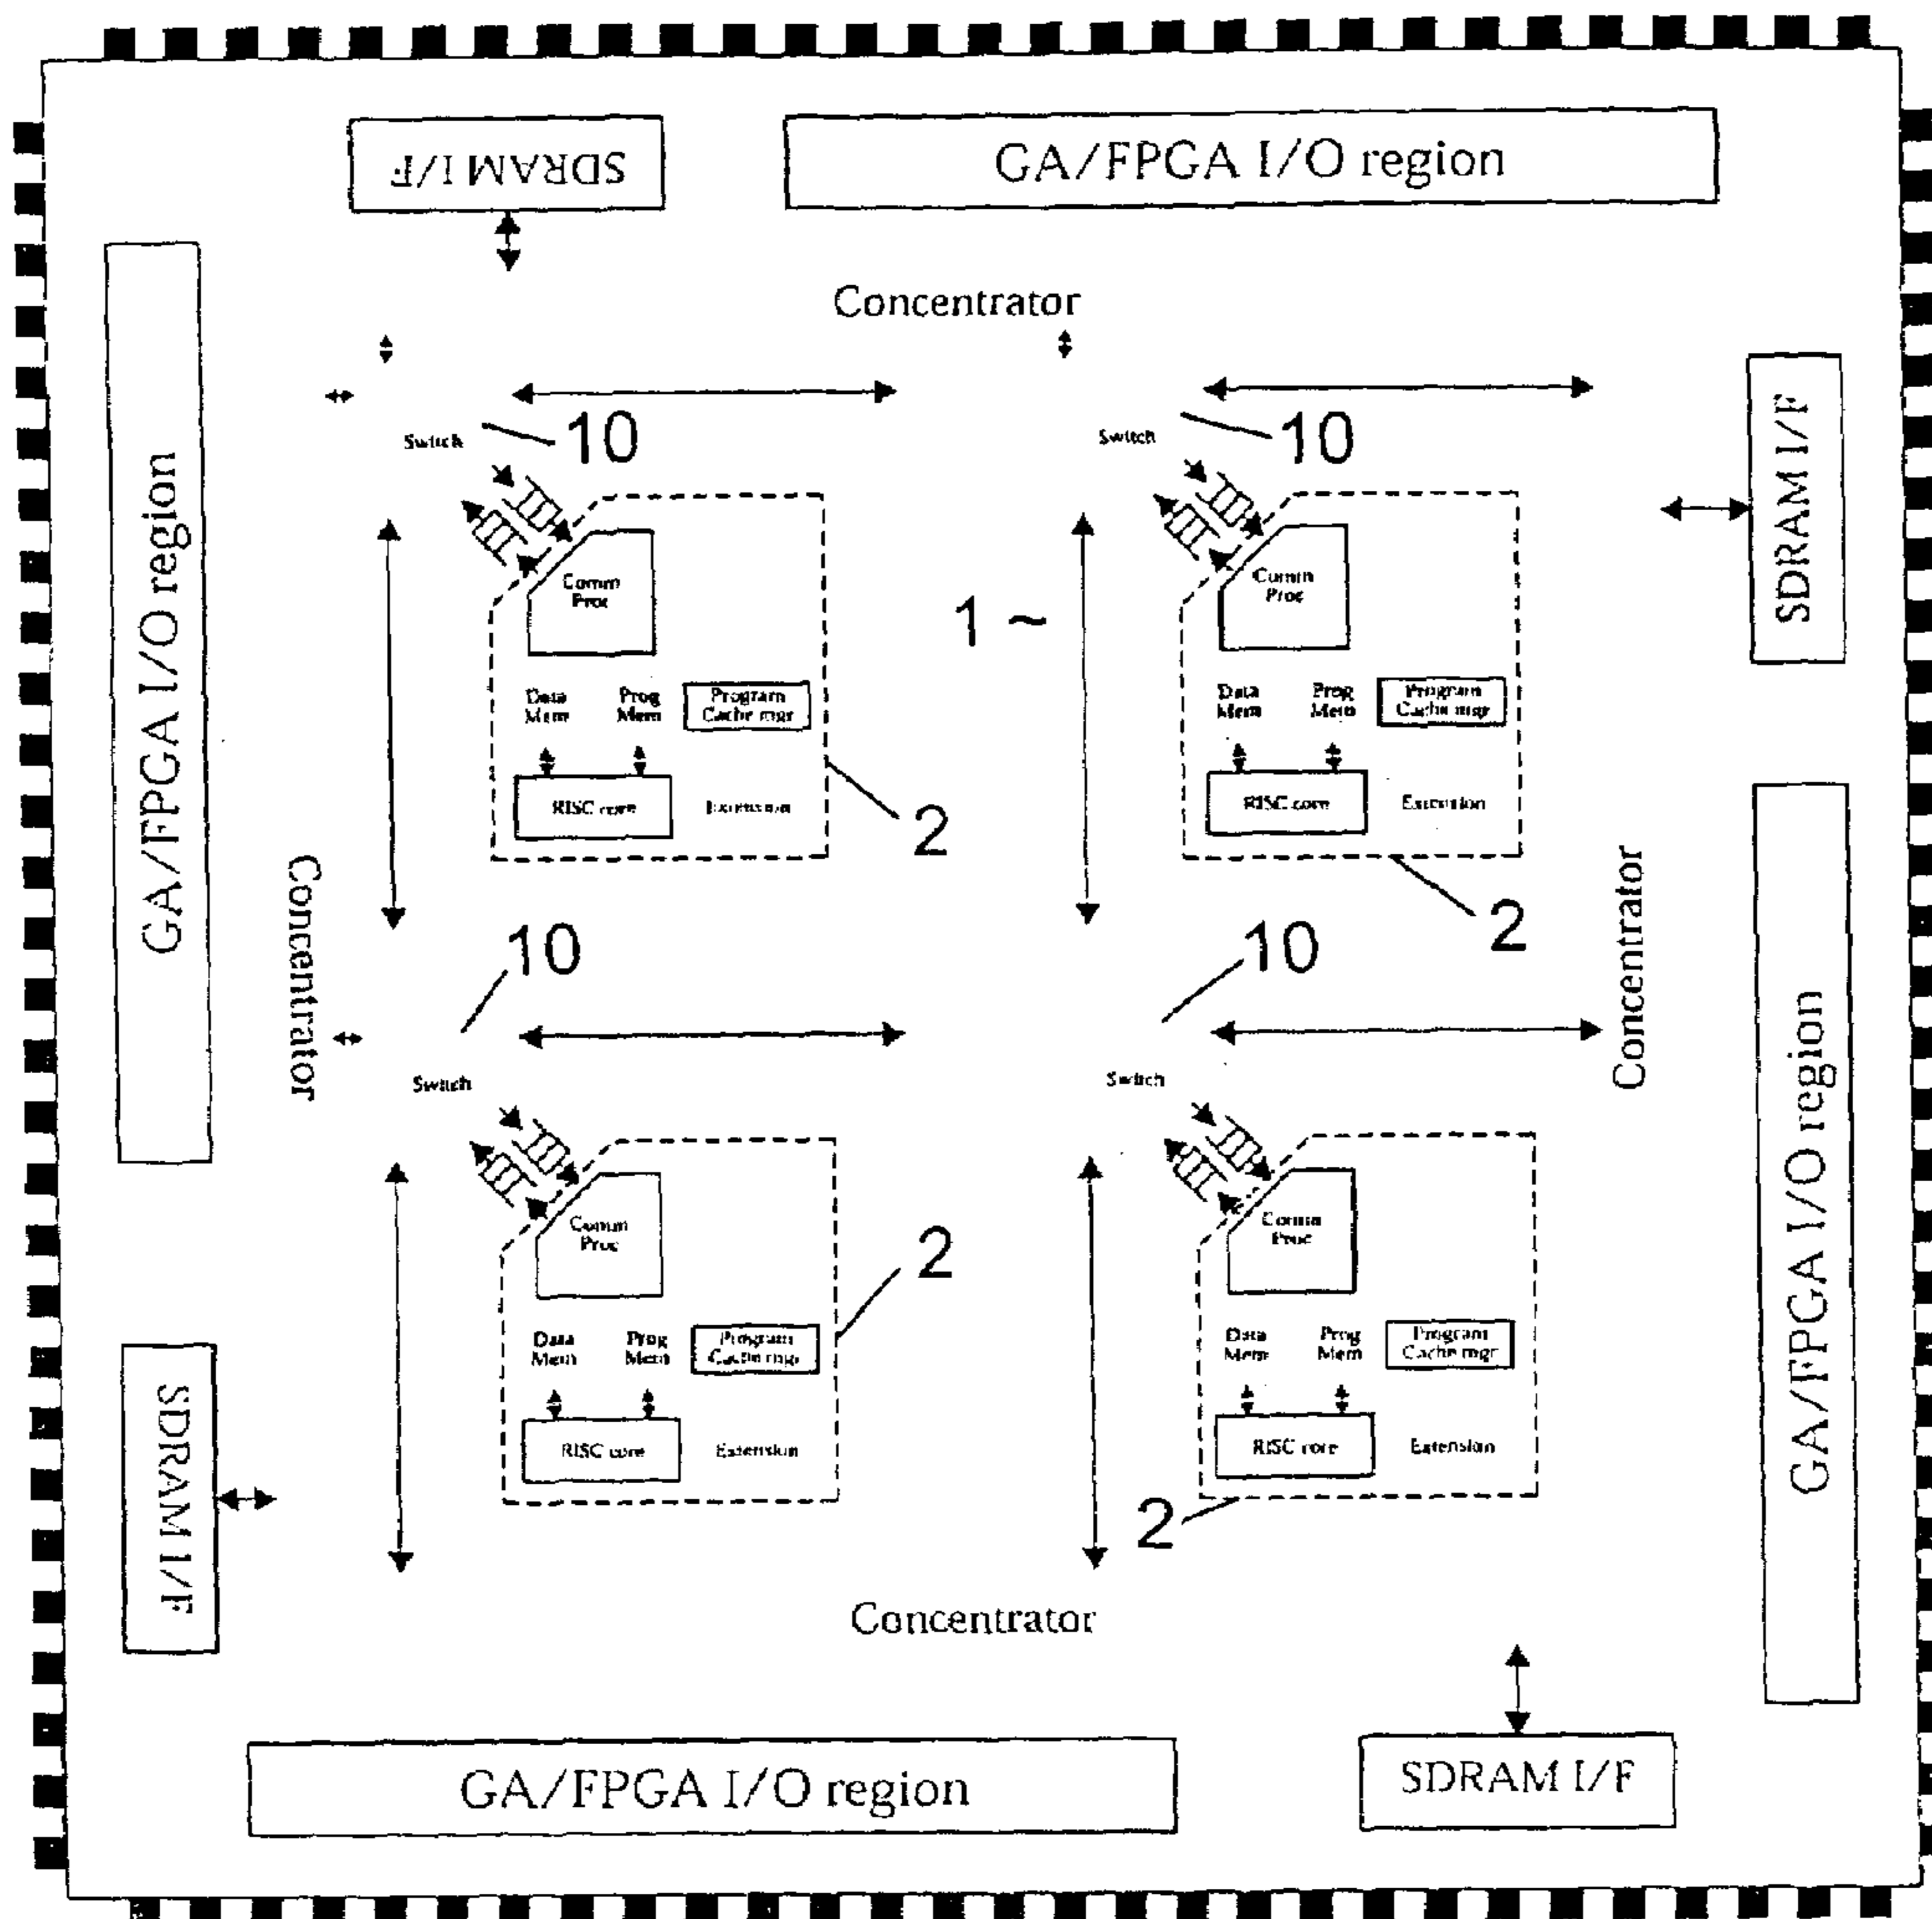 SDRAM I/F
GA/FPGA I/O region
Concentrator
GA/FPGA I/O region
SDRAM I/F
Switch
10
Switch
10
Comm
Proc
Comm
Proc
1 ~
Data
Mem
Prog
Mem
Program
Cache mgr
Data
Mem
Prog
Mem
Program
Cache mgr
RISC core
Extension
2
RISC core
Extension
2
Concentrator
Concentrator
10
10
GA/FPGA I/O region
Switch
Switch
Comm
Proc
Comm
Proc
2
Data
Mem
Prog
Mem
Program
Cache mgr
Data
Mem
Prog
Mem
Program
Cache mgr
RISC core
Extension
RISC core
Extension
2
SDRAM I/F
Concentrator
GA/FPGA I/O region
SDRAM I/F